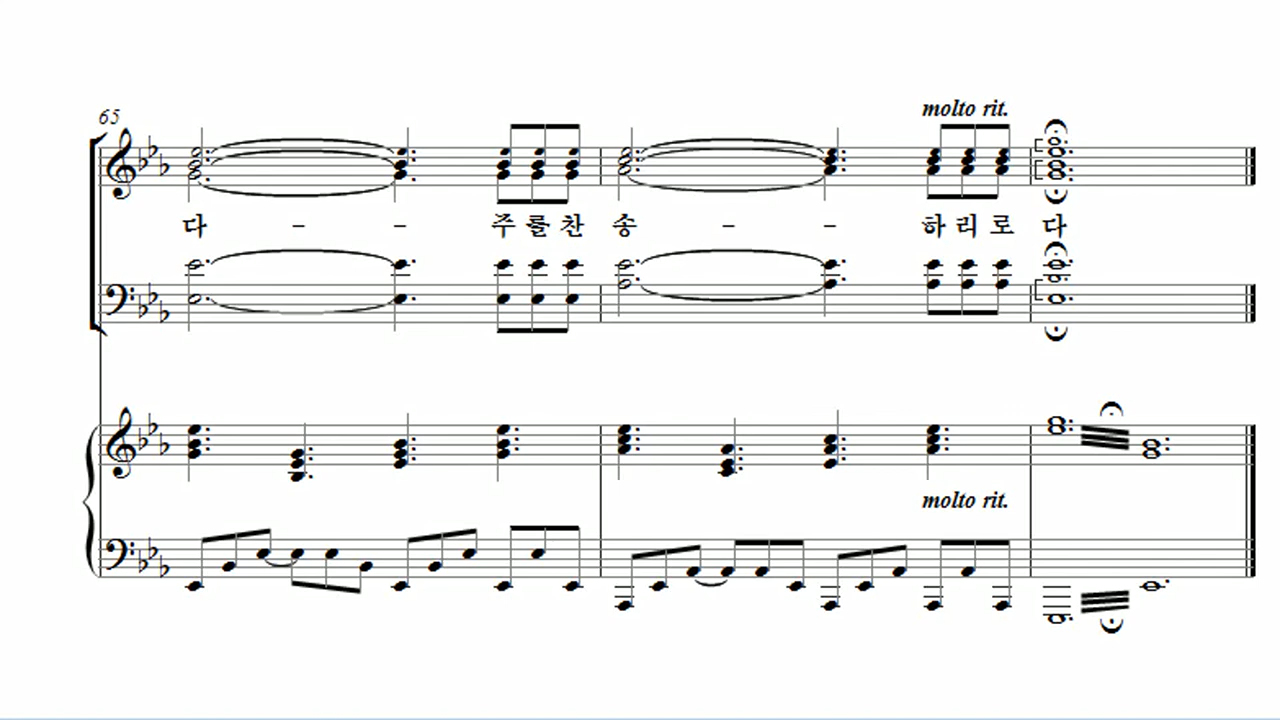 65
molto rit.
다 - - 주를찬 송 - - 하리로 다
molto rit.